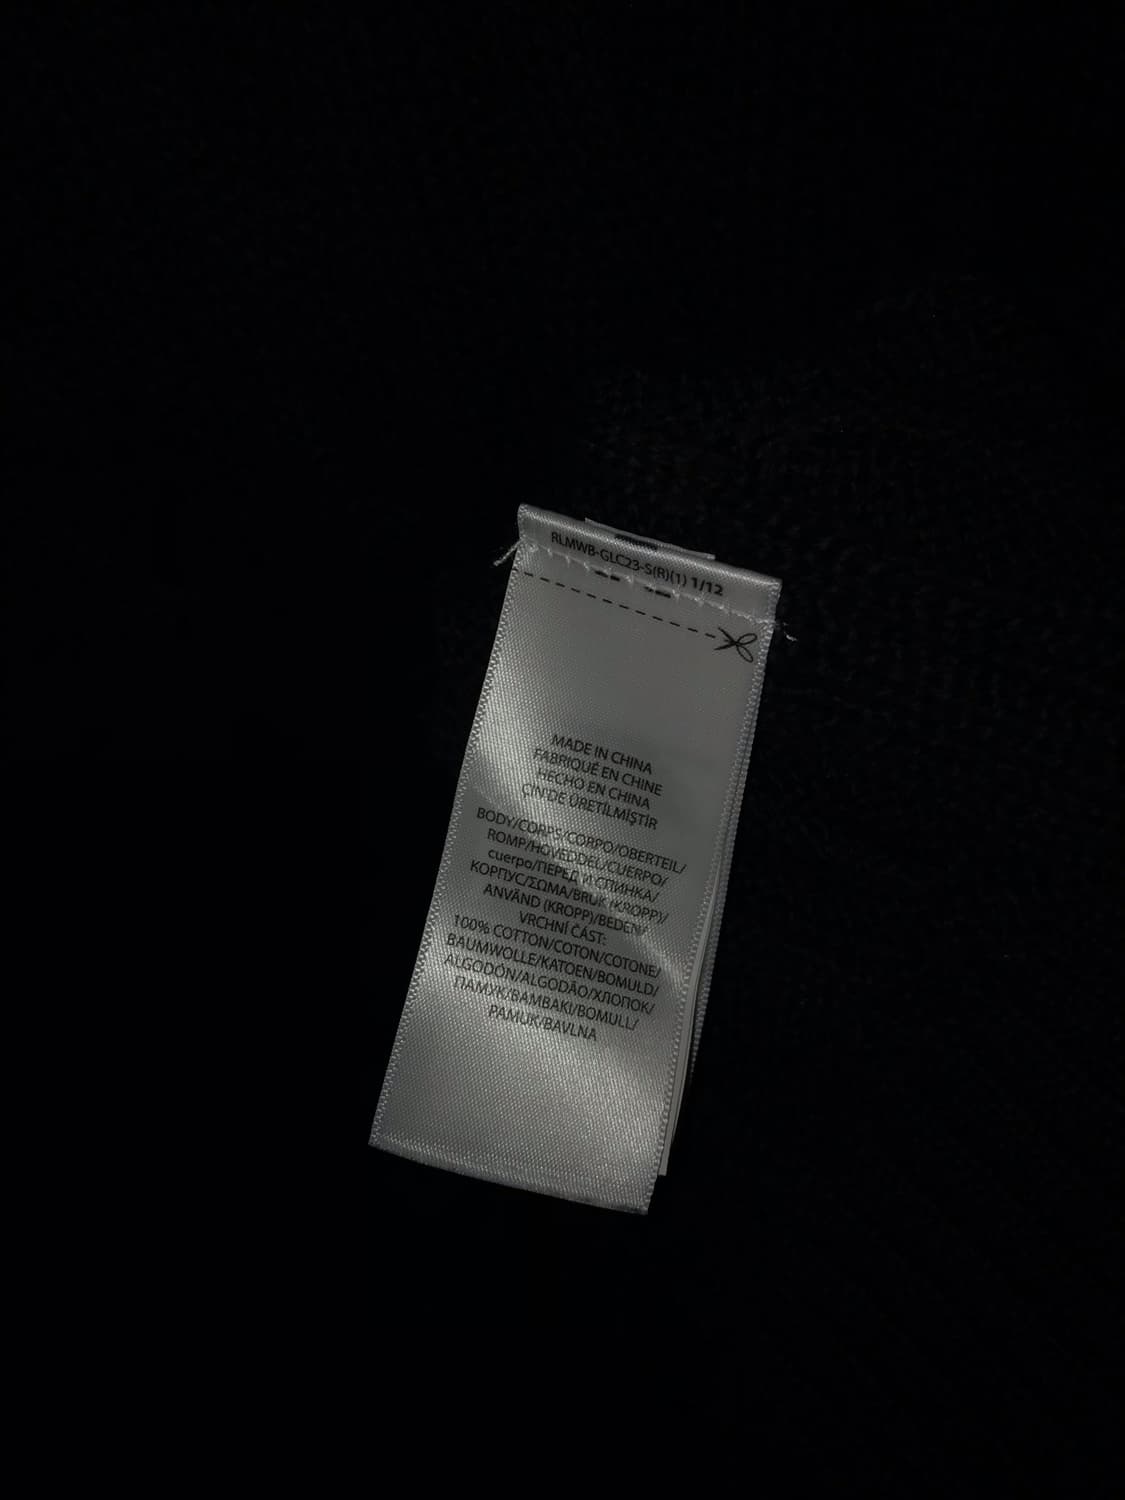 RLMWB-GLC23-S(R)(1) 1/12
MADE IN CHINA
FABRIQUÉ EN CHINE
HECHO EN CHINA
ÇIN'DE ÜRETİLMİŞTİR
BODY/CORPS/CORPO/OBERTEIL/
ROMP/HOVEDDEL/CUERPO/
cuerpo/ПЕРЕД И СПИНКА/
КОРПУС/ΣΩΜΑ/BRUK (KROPP)/
ANVÄND (KROPP)/BEDEN/
VRCHNÍ ČÁST:
100% COTTON/COTON/COTONE/
BAUMWOLLE/KATOEN/BOMULD/
ALGODÓN/ALGODÃO/ХЛОПОК/
ПАМУК/ΒΑΜΒΑΚΙ/BOMULL/
PAMUK/BAVLNA